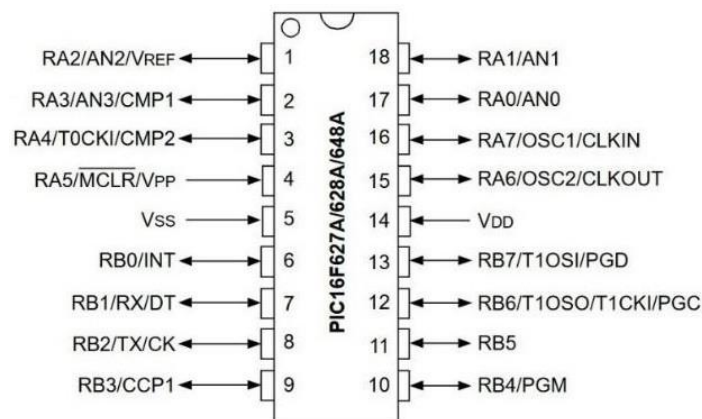 RA2/AN2/VREF 1 18 RA1/AN1
RA3/AN3/CMP1 2 17 RA0/AN0
RA4/T0CKI/CMP2 3 16 RA7/OSC1/CLKIN
RA5/MCLR/VPP 4 15 RA6/OSC2/CLKOUT
VSS 5 14 VDD
RB0/INT 6 13 RB7/T1OSI/PGD
RB1/RX/DT 7 12 RB6/T1OSO/T1CKI/PGC
RB2/TX/CK 8 11 RB5
RB3/CCP1 9 10 RB4/PGM
PIC16F627A/628A/648A